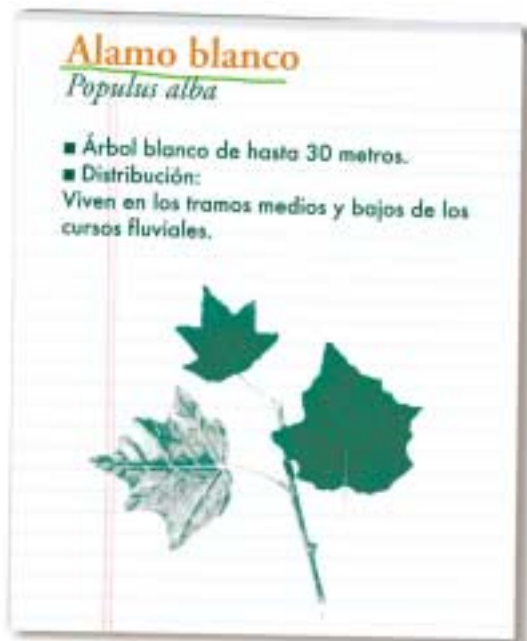 Alamo blanco
Populus alba
■ Árbol blanco de hasta 30 metros.
■ Distribución:
Viven en los tramos medios y bajos de los
cursos fluviales.